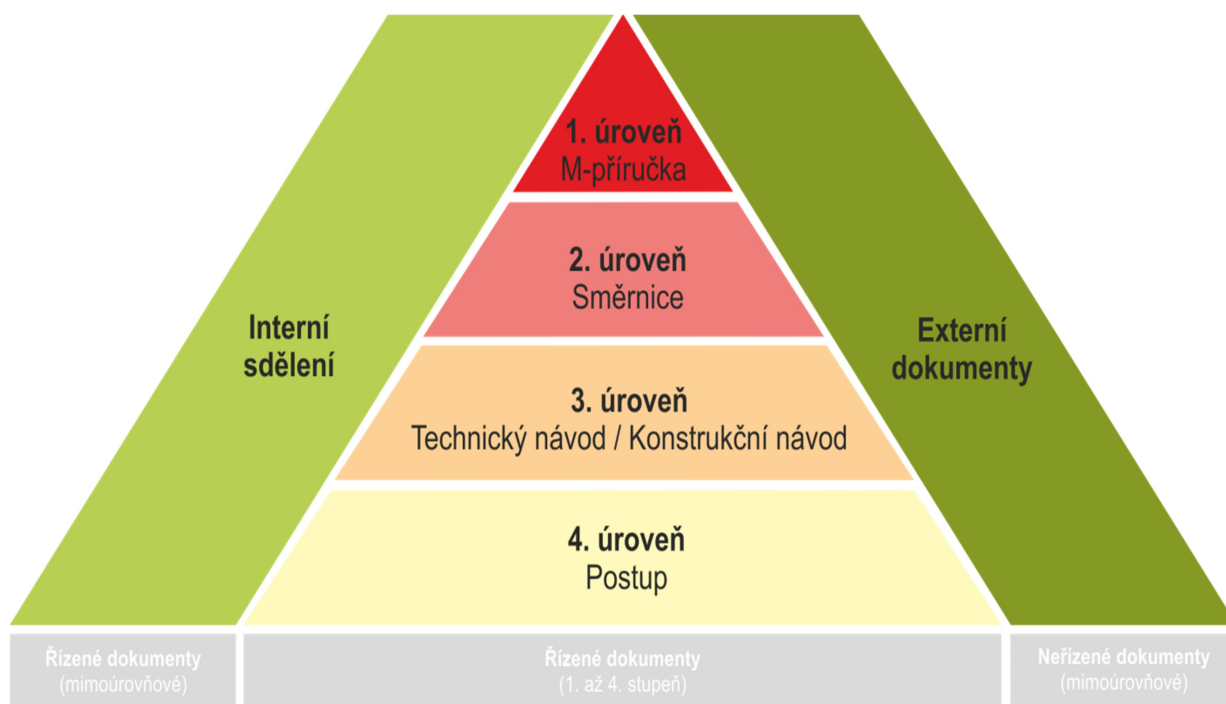 1. úroveň
M-příručka
2. úroveň
Směrnice
Interní
sdělení
Externí
dokumenty
3. úroveň
Technický návod / Konstrukční návod
4. úroveň
Postup
Řízené dokumenty
(mimoúrovňové)
Řízené dokumenty
(1. až 4. stupeň)
Neřízené dokumenty
(mimoúrovňové)